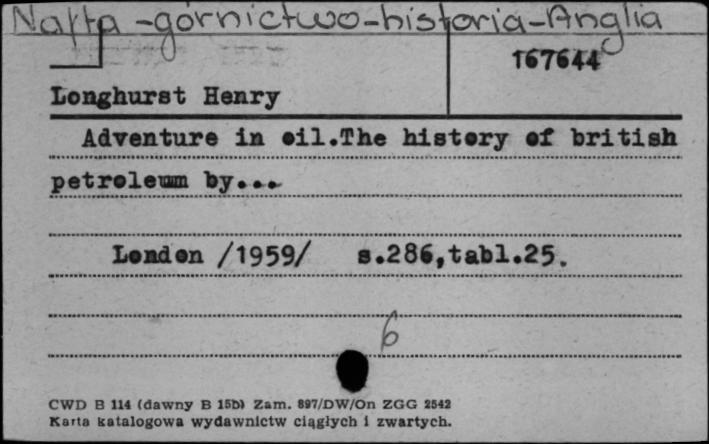 Nafta-górnictwo-historia-Anglia
167644
Longhurst Henry
Adventure in oil.The history of british
petroleum by...
London /1959/ s.286,tabl.25.
6
CWD B 114 (dawny B 15b) Zam. 897/DW/On ZGG 2542
Karta katalogowa wydawnictw ciągłych i zwartych.